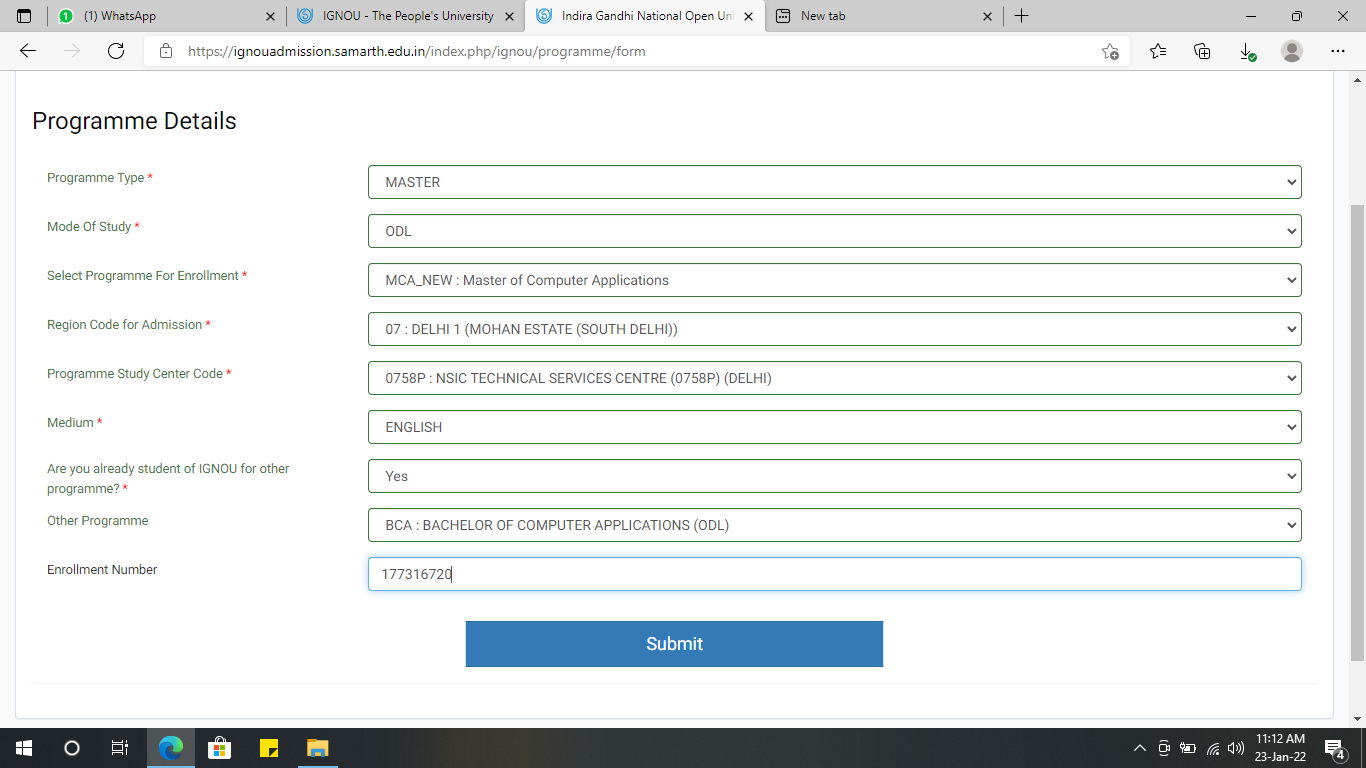 (1) WhatsApp
IGNOU - The People's University
Indira Gandhi National Open Uni
New tab
https://ignouadmission.samarth.edu.in/index.php/ignou/programme/form
Programme Details
Programme Type *
MASTER
Mode Of Study *
ODL
Select Programme For Enrollment *
MCA_NEW : Master of Computer Applications
Region Code for Admission *
07 : DELHI 1 (MOHAN ESTATE (SOUTH DELHI))
Programme Study Center Code *
0758P : NSIC TECHNICAL SERVICES CENTRE (0758P) (DELHI)
Medium *
ENGLISH
Are you already student of IGNOU for other
programme? *
Yes
Other Programme
BCA : BACHELOR OF COMPUTER APPLICATIONS (ODL)
Enrollment Number
177316720
Submit
11:12 AM
23-Jan-22
4